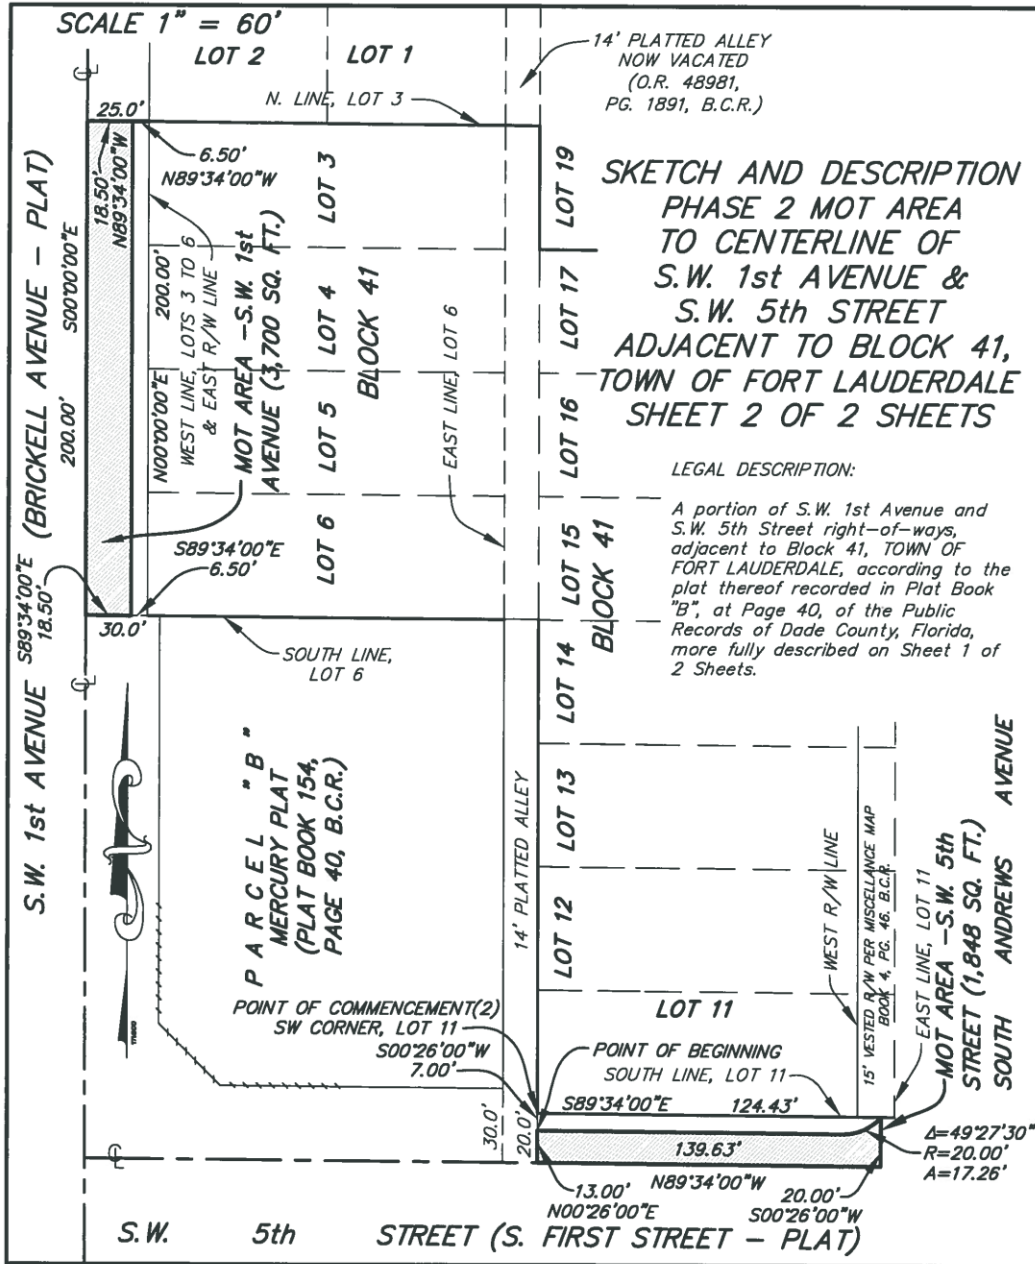 SCALE 1" = 60'
LOT 2
LOT 1
14' PLATTED ALLEY
NOW VACATED
(O.R. 48981,
PG. 1891, B.C.R.)
N. LINE, LOT 3
25.0'
6.50'
N89°34'00"W
18.50'
N89°34'00"W
SKETCH AND DESCRIPTION
PHASE 2 MOT AREA
TO CENTERLINE OF
S.W. 1st AVENUE &
S.W. 5th STREET
ADJACENT TO BLOCK 41,
TOWN OF FORT LAUDERDALE
SHEET 2 OF 2 SHEETS
LEGAL DESCRIPTION:
A portion of S.W. 1st Avenue and
S.W. 5th Street right-of-ways,
adjacent to Block 41, TOWN OF
FORT LAUDERDALE, according to the
plat thereof recorded in Plat Book
"B", at Page 40, of the Public
Records of Dade County, Florida,
more fully described on Sheet 1 of
2 Sheets.
S.W. 1st AVENUE (BRICKELL AVENUE - PLAT)
200.00' S00°00'00"E
N00°00'00"E 200.00'
WEST LINE, LOTS 3 TO 6
& EAST R/W LINE
MOT AREA -S.W. 1st
AVENUE (3,700 SQ. FT.)
LOT 3
LOT 4
LOT 5
LOT 6
BLOCK 41
EAST LINE, LOT 6
LOT 19
LOT 17
LOT 16
LOT 15
LOT 14
BLOCK 41
LOT 13
LOT 12
S89°34'00"E
6.50'
S89°34'00"E
18.50'
30.0'
SOUTH LINE,
LOT 6
PARCEL "B"
MERCURY PLAT
(PLAT BOOK 154,
PAGE 40, B.C.R.)
14' PLATTED ALLEY
WEST R/W LINE
15' VESTED R/W PER MISCELLANCE MAP
BOOK 4, PG. 46, B.C.R.
EAST LINE, LOT 11
MOT AREA -S.W. 5th
STREET (1,848 SQ. FT.)
SOUTH ANDREWS AVENUE
LOT 11
POINT OF COMMENCEMENT(2)
SW CORNER, LOT 11
S00°26'00"W
7.00'
POINT OF BEGINNING
SOUTH LINE, LOT 11
S89°34'00"E 124.43'
30.0'
20.0'
139.63'
N89°34'00"W
Δ=49°27'30"
R=20.00'
A=17.26'
13.00'
N00°26'00"E
20.00'
S00°26'00"W
S.W. 5th STREET (S. FIRST STREET - PLAT)